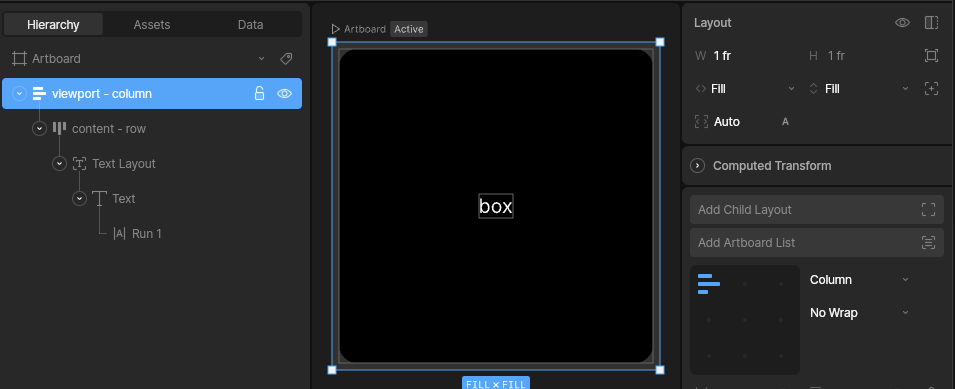 Hierarchy
Assets
Data
Artboard
viewport - column
content - row
Text Layout
Text
Run 1
Artboard
Active
box
FILL × FILL
Layout
W 1 fr
H 1 fr
Fill
Fill
Auto
A
Computed Transform
Add Child Layout
Add Artboard List
Column
No Wrap